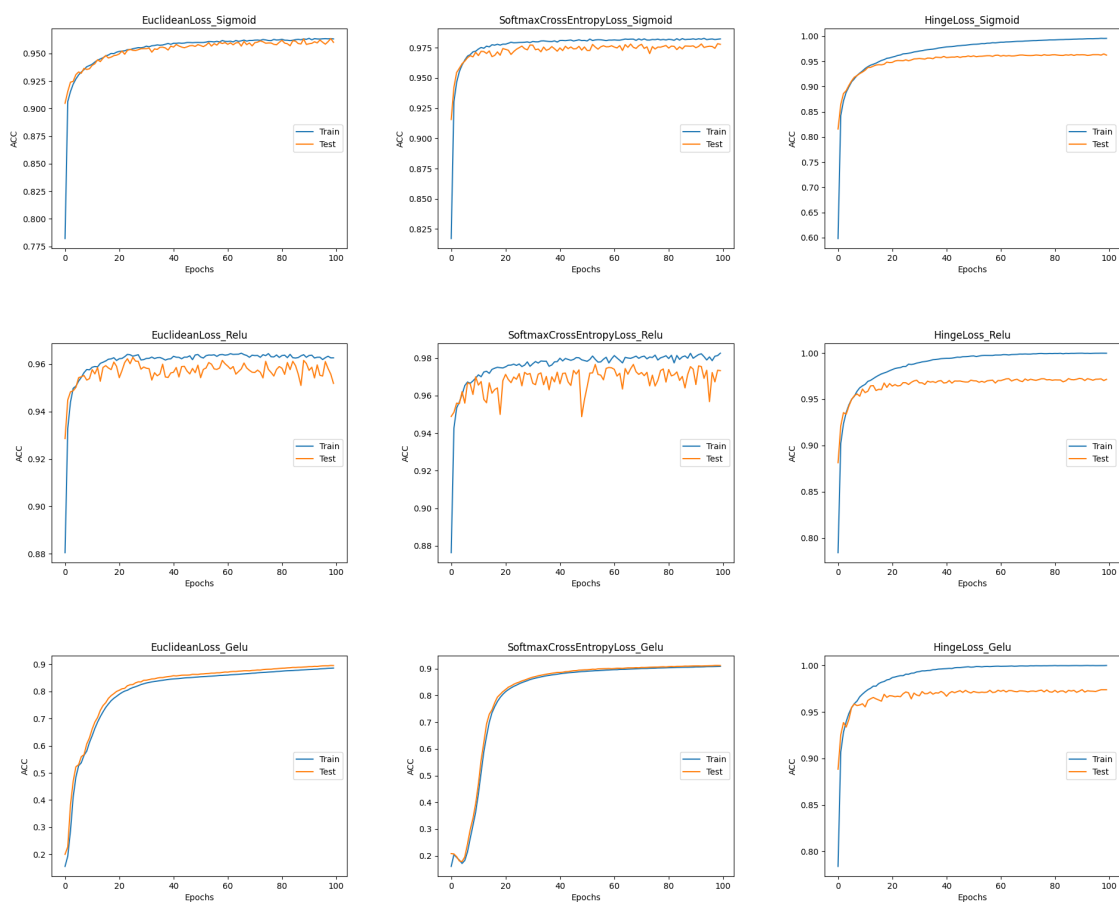 EuclideanLoss_Sigmoid
ACC
0.950
0.925
0.900
0.875
0.850
0.825
0.800
0.775
0 20 40 60 80 100
Epochs
Train
Test
SoftmaxCrossEntropyLoss_Sigmoid
ACC
0.975
0.950
0.925
0.900
0.875
0.850
0.825
0 20 40 60 80 100
Epochs
Train
Test
HingeLoss_Sigmoid
ACC
1.00
0.95
0.90
0.85
0.80
0.75
0.70
0.65
0.60
0 20 40 60 80 100
Epochs
Train
Test
EuclideanLoss_Relu
ACC
0.96
0.94
0.92
0.90
0.88
0 20 40 60 80 100
Epochs
Train
Test
SoftmaxCrossEntropyLoss_Relu
ACC
0.98
0.96
0.94
0.92
0.90
0.88
0 20 40 60 80 100
Epochs
Train
Test
HingeLoss_Relu
ACC
1.00
0.95
0.90
0.85
0.80
0 20 40 60 80 100
Epochs
Train
Test
EuclideanLoss_Gelu
ACC
0.9
0.8
0.7
0.6
0.5
0.4
0.3
0.2
0 20 40 60 80 100
Epochs
Train
Test
SoftmaxCrossEntropyLoss_Gelu
ACC
0.9
0.8
0.7
0.6
0.5
0.4
0.3
0.2
0 20 40 60 80 100
Epochs
Train
Test
HingeLoss_Gelu
ACC
1.00
0.95
0.90
0.85
0.80
0 20 40 60 80 100
Epochs
Train
Test